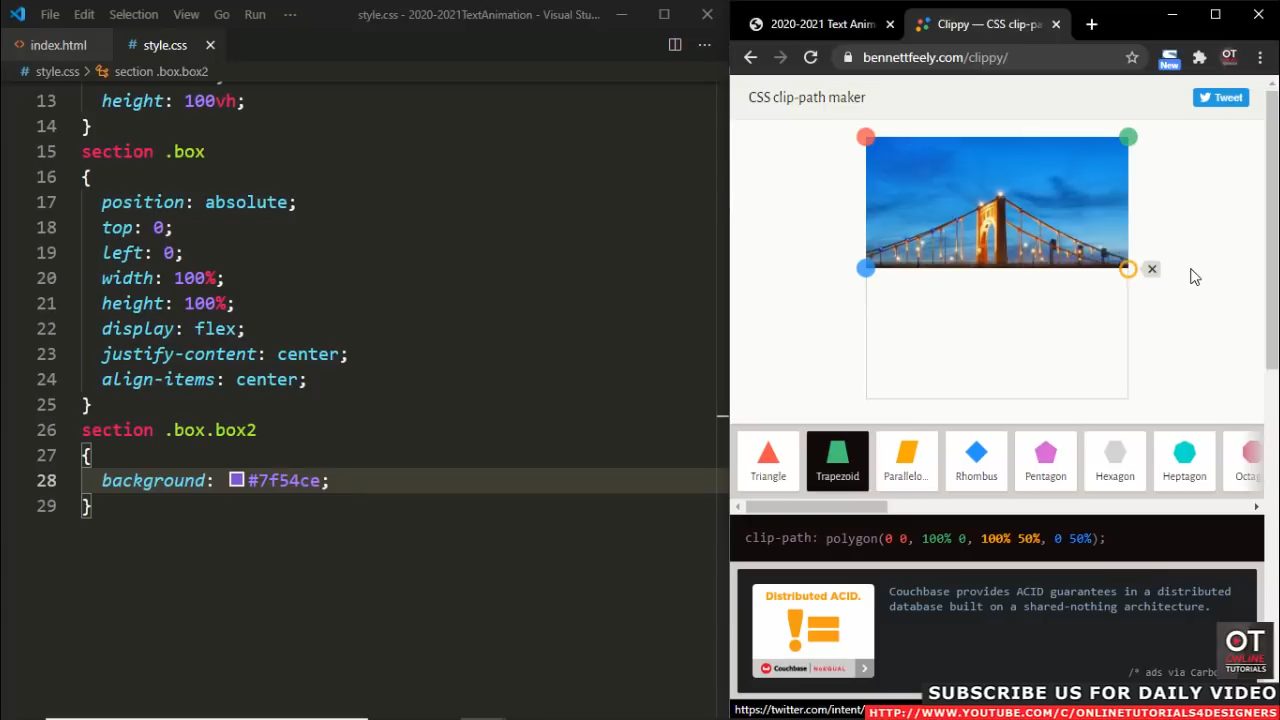 File Edit Selection View Go Run ···
style.css - 2020-2021TextAnimation - Visual Stu...
index.html
style.css
style.css > section .box.box2
13 height: 100vh;
14 }
15 section .box
16 {
17 position: absolute;
18 top: 0;
19 left: 0;
20 width: 100%;
21 height: 100%;
22 display: flex;
23 justify-content: center;
24 align-items: center;
25 }
26 section .box.box2
27 {
28 background: #7f54ce;
29 }
2020-2021 Text Anim
Clippy — CSS clip-pa
bennettfeely.com/clippy/
New
OT
CSS clip-path maker
Tweet
Triangle
Trapezoid
Parallelo...
Rhombus
Pentagon
Hexagon
Heptagon
Octag
clip-path: polygon(0 0, 100% 0, 100% 50%, 0 50%);
Distributed ACID.
!=
Couchbase | NoEQUAL
Couchbase provides ACID guarantees in a distributed
database built on a shared-nothing architecture.
/* ads via Carb
OT
ONLINE
TUTORIALS
SUBSCRIBE US FOR DAILY VIDEO
https://twitter.com/intent/
HTTP://WWW.YOUTUBE.COM/C/ONLINETUTORIALS4DESIGNERS